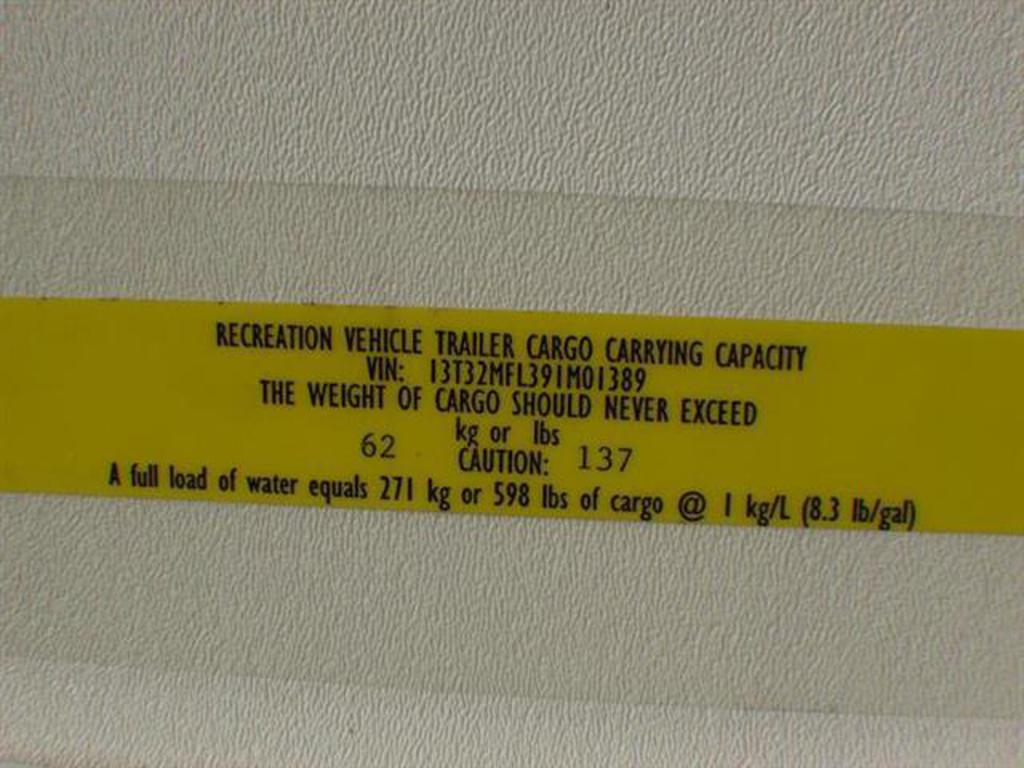 RECREATION VEHICLE TRAILER CARGO CARRYING CAPACITY
VIN: 13T32MFL391M01389
THE WEIGHT OF CARGO SHOULD NEVER EXCEED
kg or lbs
62 CAUTION: 137
A full load of water equals 271 kg or 598 lbs of cargo @ 1 kg/L (8.3 lb/gal)